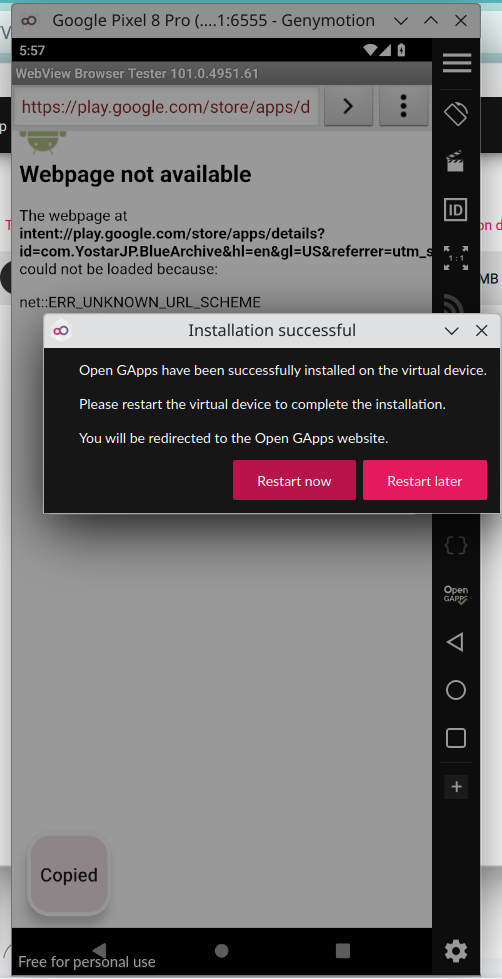 Google Pixel 8 Pro (....1:6555 - Genymotion
5:57
WebView Browser Tester 101.0.4951.61
https://play.google.com/store/apps/d
Webpage not available
The webpage at
intent://play.google.com/store/apps/details?
id=com.YostarJP.BlueArchive&hl=en&gl=US&referrer=utm_s
could not be loaded because:
net::ERR_UNKNOWN_URL_SCHEME
ID
1:1
MB
Installation successful
Open GApps have been successfully installed on the virtual device.
Please restart the virtual device to complete the installation.
You will be redirected to the Open GApps website.
Restart now
Restart later
Open
GAPPS
Copied
Free for personal use